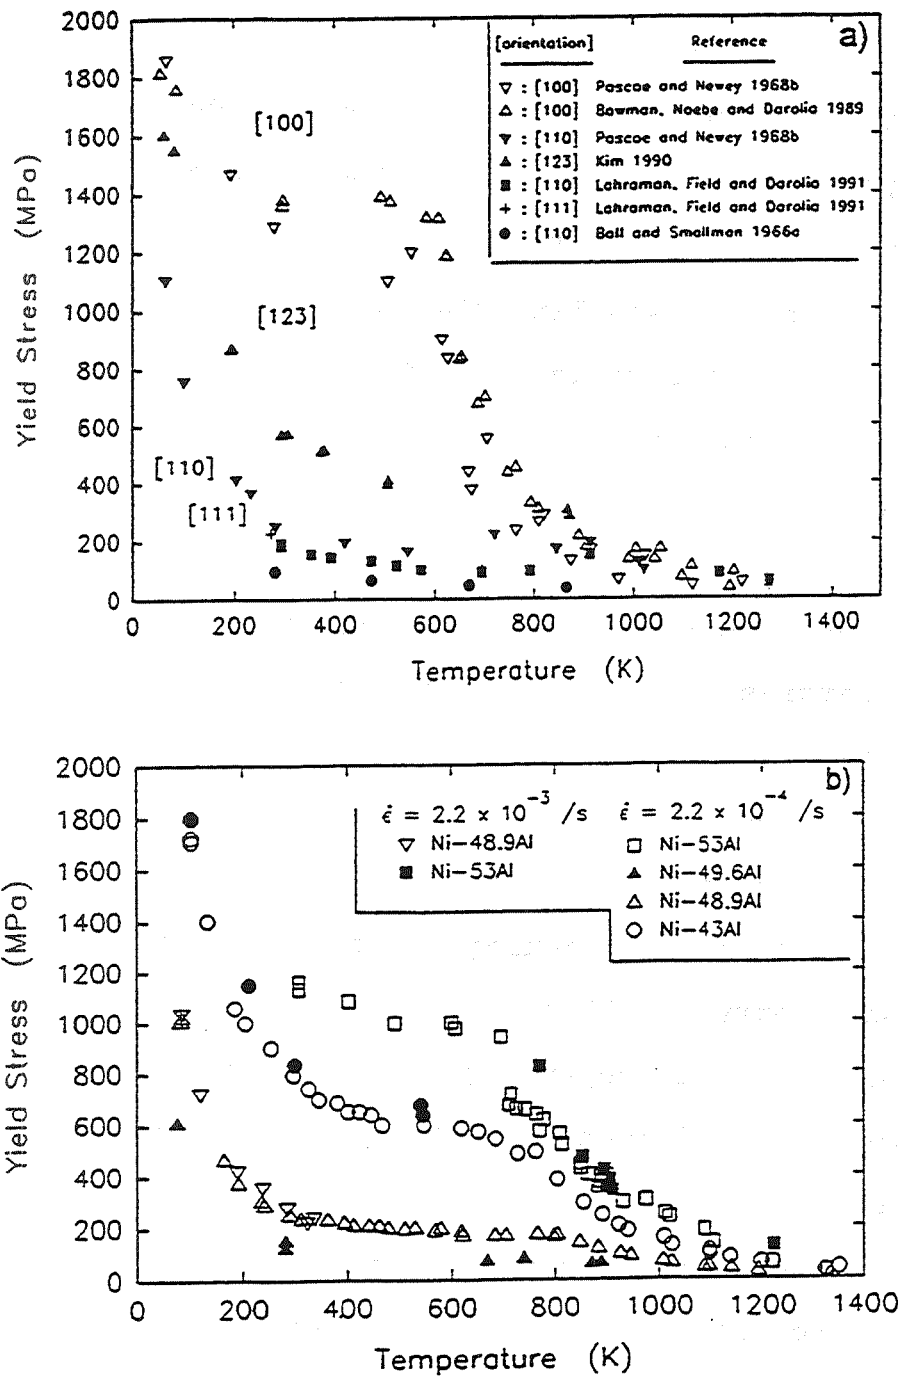 a)
[orientation] Reference
▽ : [100] Pascoe and Newey 1968b
△ : [100] Bowman, Noebe and Darolia 1989
▼ : [110] Pascoe and Newey 1968b
▲ : [123] Kim 1990
■ : [110] Lahraman, Field and Darolia 1991
+ : [111] Lahraman, Field and Darolia 1991
● : [110] Ball and Smallman 1966a
[100]
[123]
[110]
[111]
2000
1800
1600
1400
1200
1000
800
600
400
200
0
Yield Stress (MPa)
0 200 400 600 800 1000 1200 1400
Temperature (K)
b)
ε̇ = 2.2 × 10⁻³ /s ε̇ = 2.2 × 10⁻⁴ /s
▽ Ni-48.9Al □ Ni-53Al
■ Ni-53Al ▲ Ni-49.6Al
△ Ni-48.9Al
○ Ni-43Al
2000
1800
1600
1400
1200
1000
800
600
400
200
0
Yield Stress (MPa)
0 200 400 600 800 1000 1200 1400
Temperature (K)